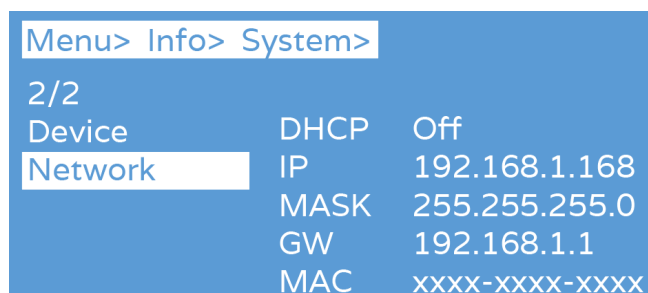 Menu> Info> System>
2/2
Device DHCP Off
Network IP 192.168.1.168
MASK 255.255.255.0
GW 192.168.1.1
MAC xxxx-xxxx-xxxx